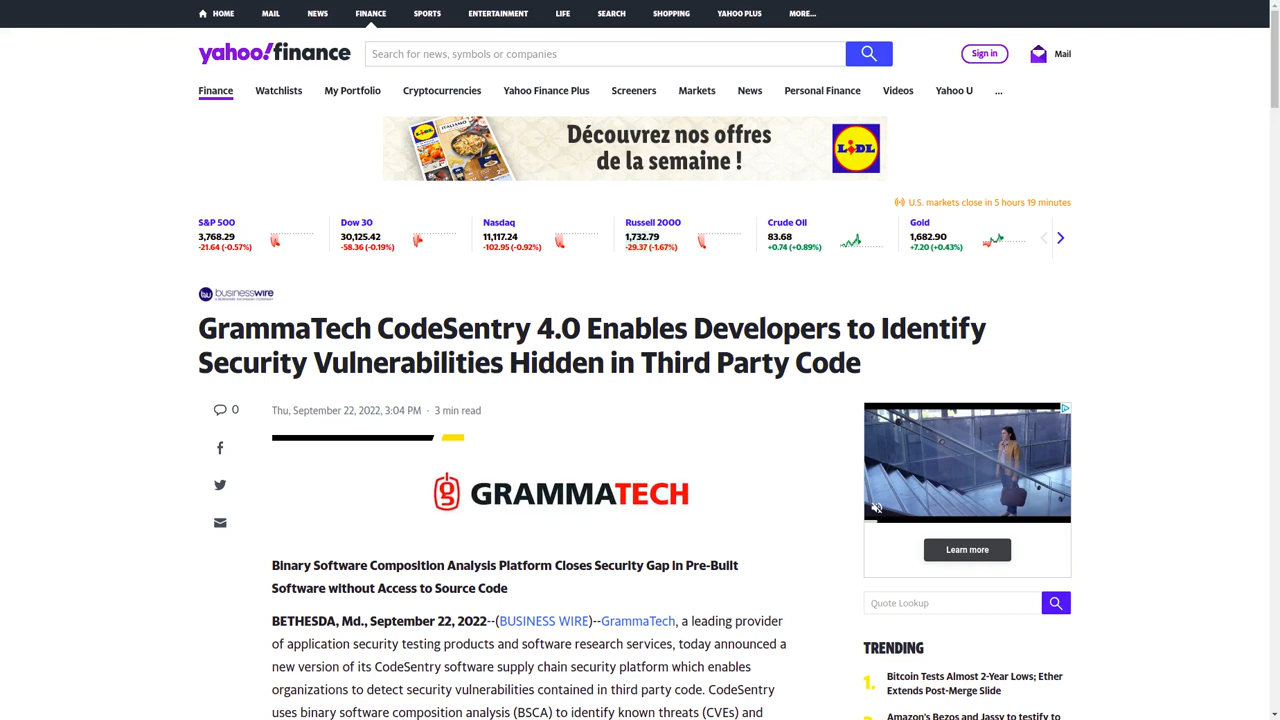 HOME MAIL NEWS FINANCE SPORTS ENTERTAINMENT LIFE SEARCH SHOPPING YAHOO PLUS MORE...
yahoo!finance
Search for news, symbols or companies
Sign in
Mail
Finance Watchlists My Portfolio Cryptocurrencies Yahoo Finance Plus Screeners Markets News Personal Finance Videos Yahoo U ...
LIDL
ITALIAMO
Découvrez nos offres
de la semaine !
LIDL
U.S. markets close in 5 hours 19 minutes
S&P 500
3,768.29
-21.64 (-0.57%)
Dow 30
30,125.42
-58.36 (-0.19%)
Nasdaq
11,117.24
-102.95 (-0.92%)
Russell 2000
1,732.79
-29.37 (-1.67%)
Crude Oil
83.68
+0.74 (+0.89%)
Gold
1,682.90
+7.20 (+0.43%)
businesswire
GrammaTech CodeSentry 4.0 Enables Developers to Identify
Security Vulnerabilities Hidden in Third Party Code
0
Thu, September 22, 2022, 3:04 PM · 3 min read
GRAMMATECH
Binary Software Composition Analysis Platform Closes Security Gap in Pre-Built
Software without Access to Source Code
BETHESDA, Md., September 22, 2022--(BUSINESS WIRE)--GrammaTech, a leading provider
of application security testing products and software research services, today announced a
new version of its CodeSentry software supply chain security platform which enables
organizations to detect security vulnerabilities contained in third party code. CodeSentry
uses binary software composition analysis (BSCA) to identify known threats (CVEs) and
Learn more
Quote Lookup
TRENDING
1. Bitcoin Tests Almost 2-Year Lows; Ether
Extends Post-Merge Slide
Amazon's Bezos and Jassy to testify to